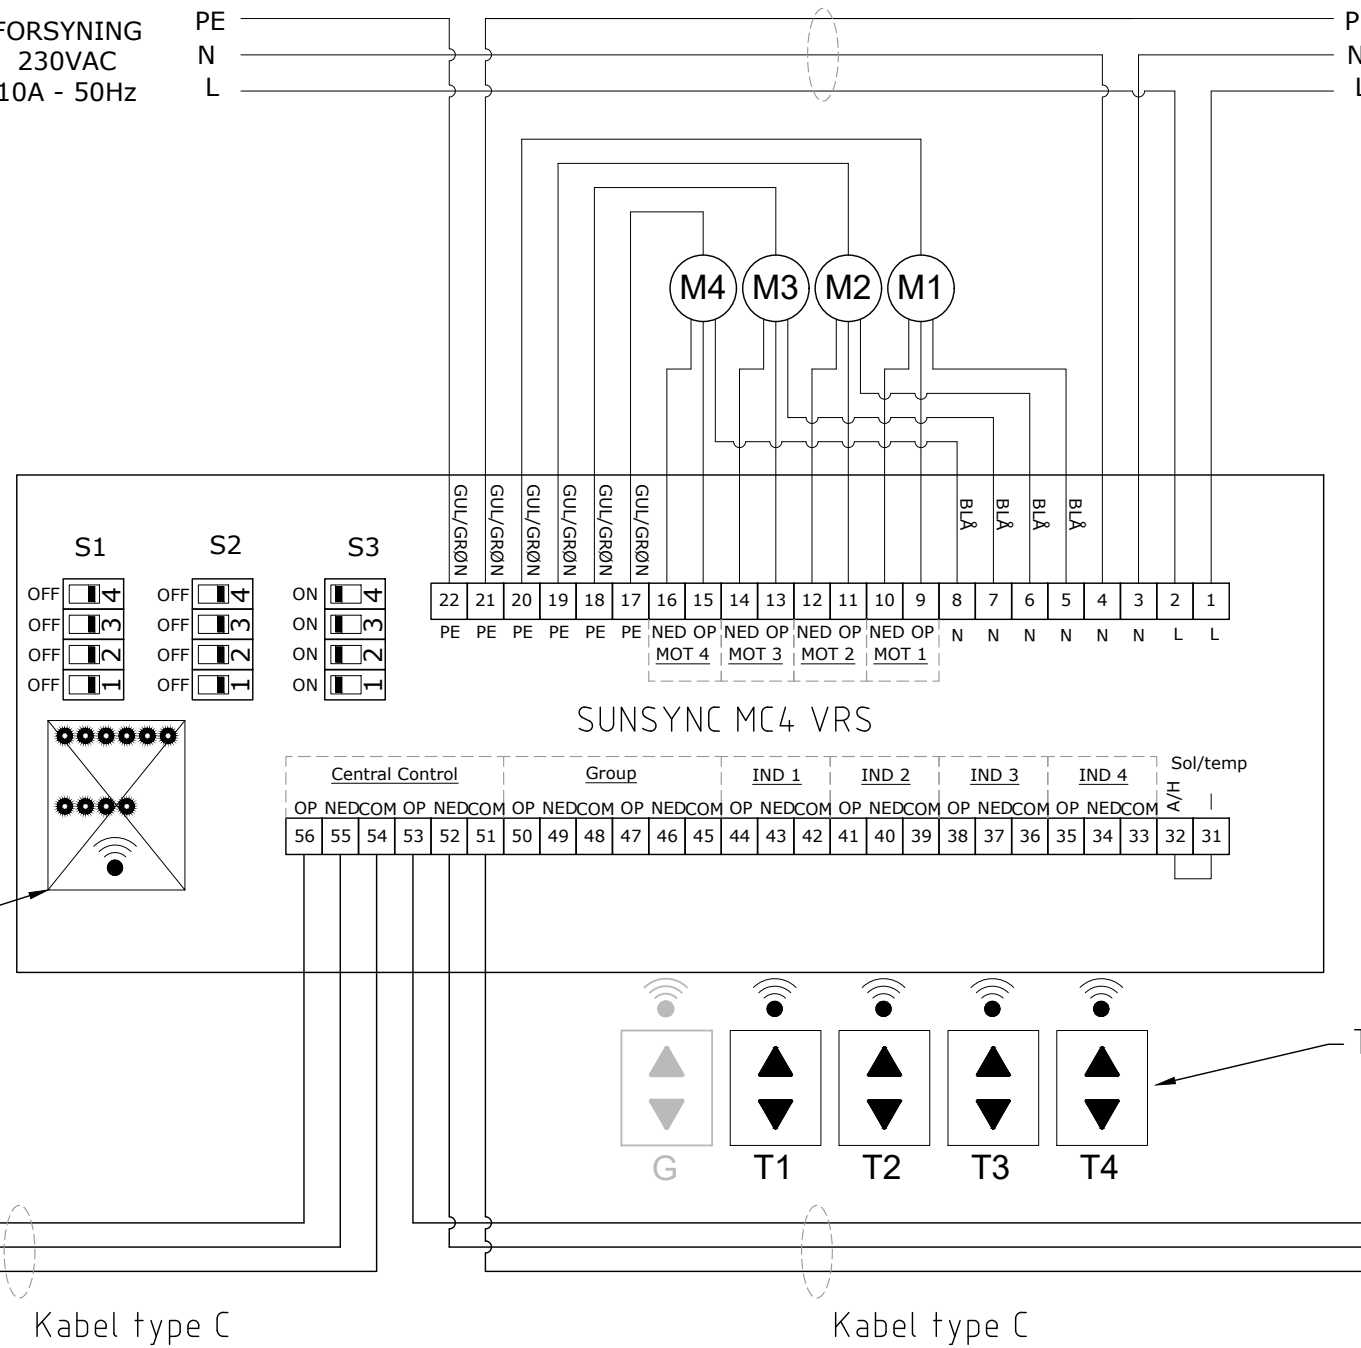 FORSYNING
230VAC
10A - 50Hz
PE
N
L
P
N
L
M4 M3 M2 M1
GUL/GRØN GUL/GRØN GUL/GRØN GUL/GRØN GUL/GRØN GUL/GRØN BLÅ BLÅ BLÅ BLÅ
S1 S2 S3
OFF 4 OFF 4 ON 4
OFF 3 OFF 3 ON 3
OFF 2 OFF 2 ON 2
OFF 1 OFF 1 ON 1
22 21 20 19 18 17 16 15 14 13 12 11 10 9 8 7 6 5 4 3 2 1
PE PE PE PE PE PE NED OP NED OP NED OP NED OP N N N N N N L L
MOT 4 MOT 3 MOT 2 MOT 1
SUNSYNC MC4 VRS
Central Control Group IND 1 IND 2 IND 3 IND 4 Sol/temp
OP NED COM OP NED COM OP NED COM OP NED COM OP NED COM OP NED COM OP NED COM OP NED COM A/H —
56 55 54 53 52 51 50 49 48 47 46 45 44 43 42 41 40 39 38 37 36 35 34 33 32 31
T
G T1 T2 T3 T4
Kabel type C Kabel type C